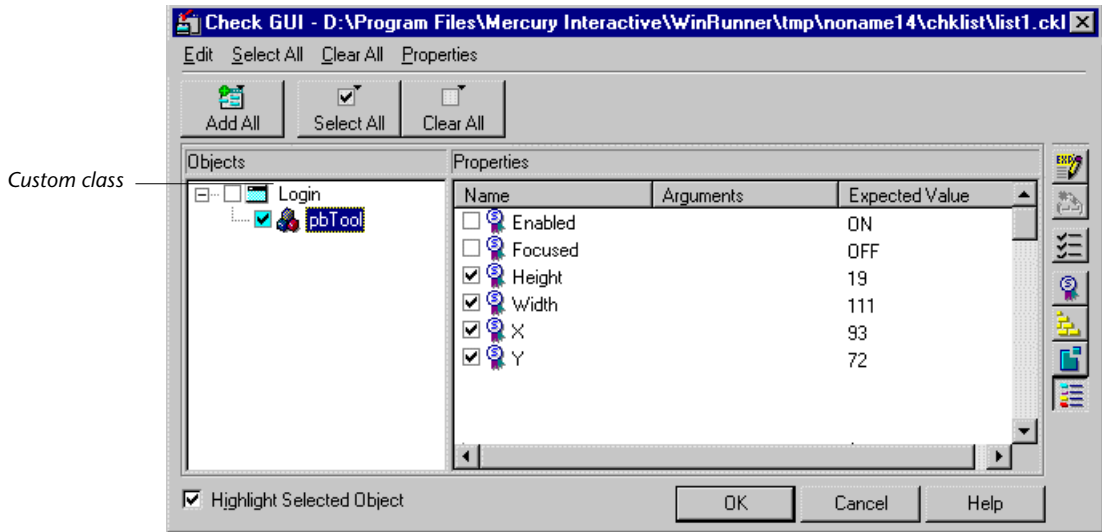 Check GUI - D:\Program Files\Mercury Interactive\WinRunner\tmp\noname14\chklist\list1.ckl
Edit Select All Clear All Properties
Add All Select All Clear All
Objects Properties
Custom class
Login
pbTool
Name Arguments Expected Value
Enabled ON
Focused OFF
Height 19
Width 111
X 93
Y 72
EXP
Highlight Selected Object
OK Cancel Help